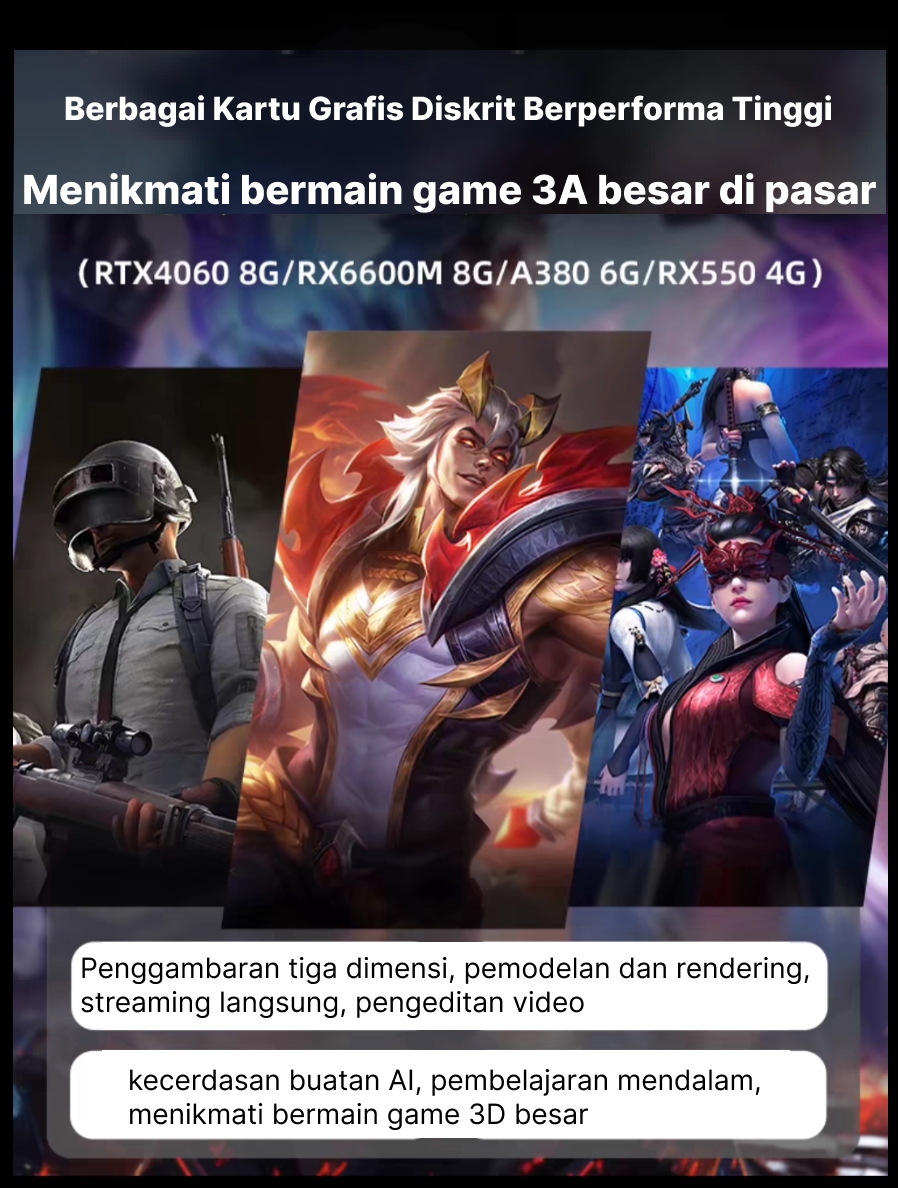 Berbagai Kartu Grafis Diskrit Berperforma Tinggi
Menikmati bermain game 3A besar di pasar
(RTX4060 8G/RX6600M 8G/A380 6G/RX550 4G)
Penggambaran tiga dimensi, pemodelan dan rendering,
streaming langsung, pengeditan video
kecerdasan buatan AI, pembelajaran mendalam,
menikmati bermain game 3D besar